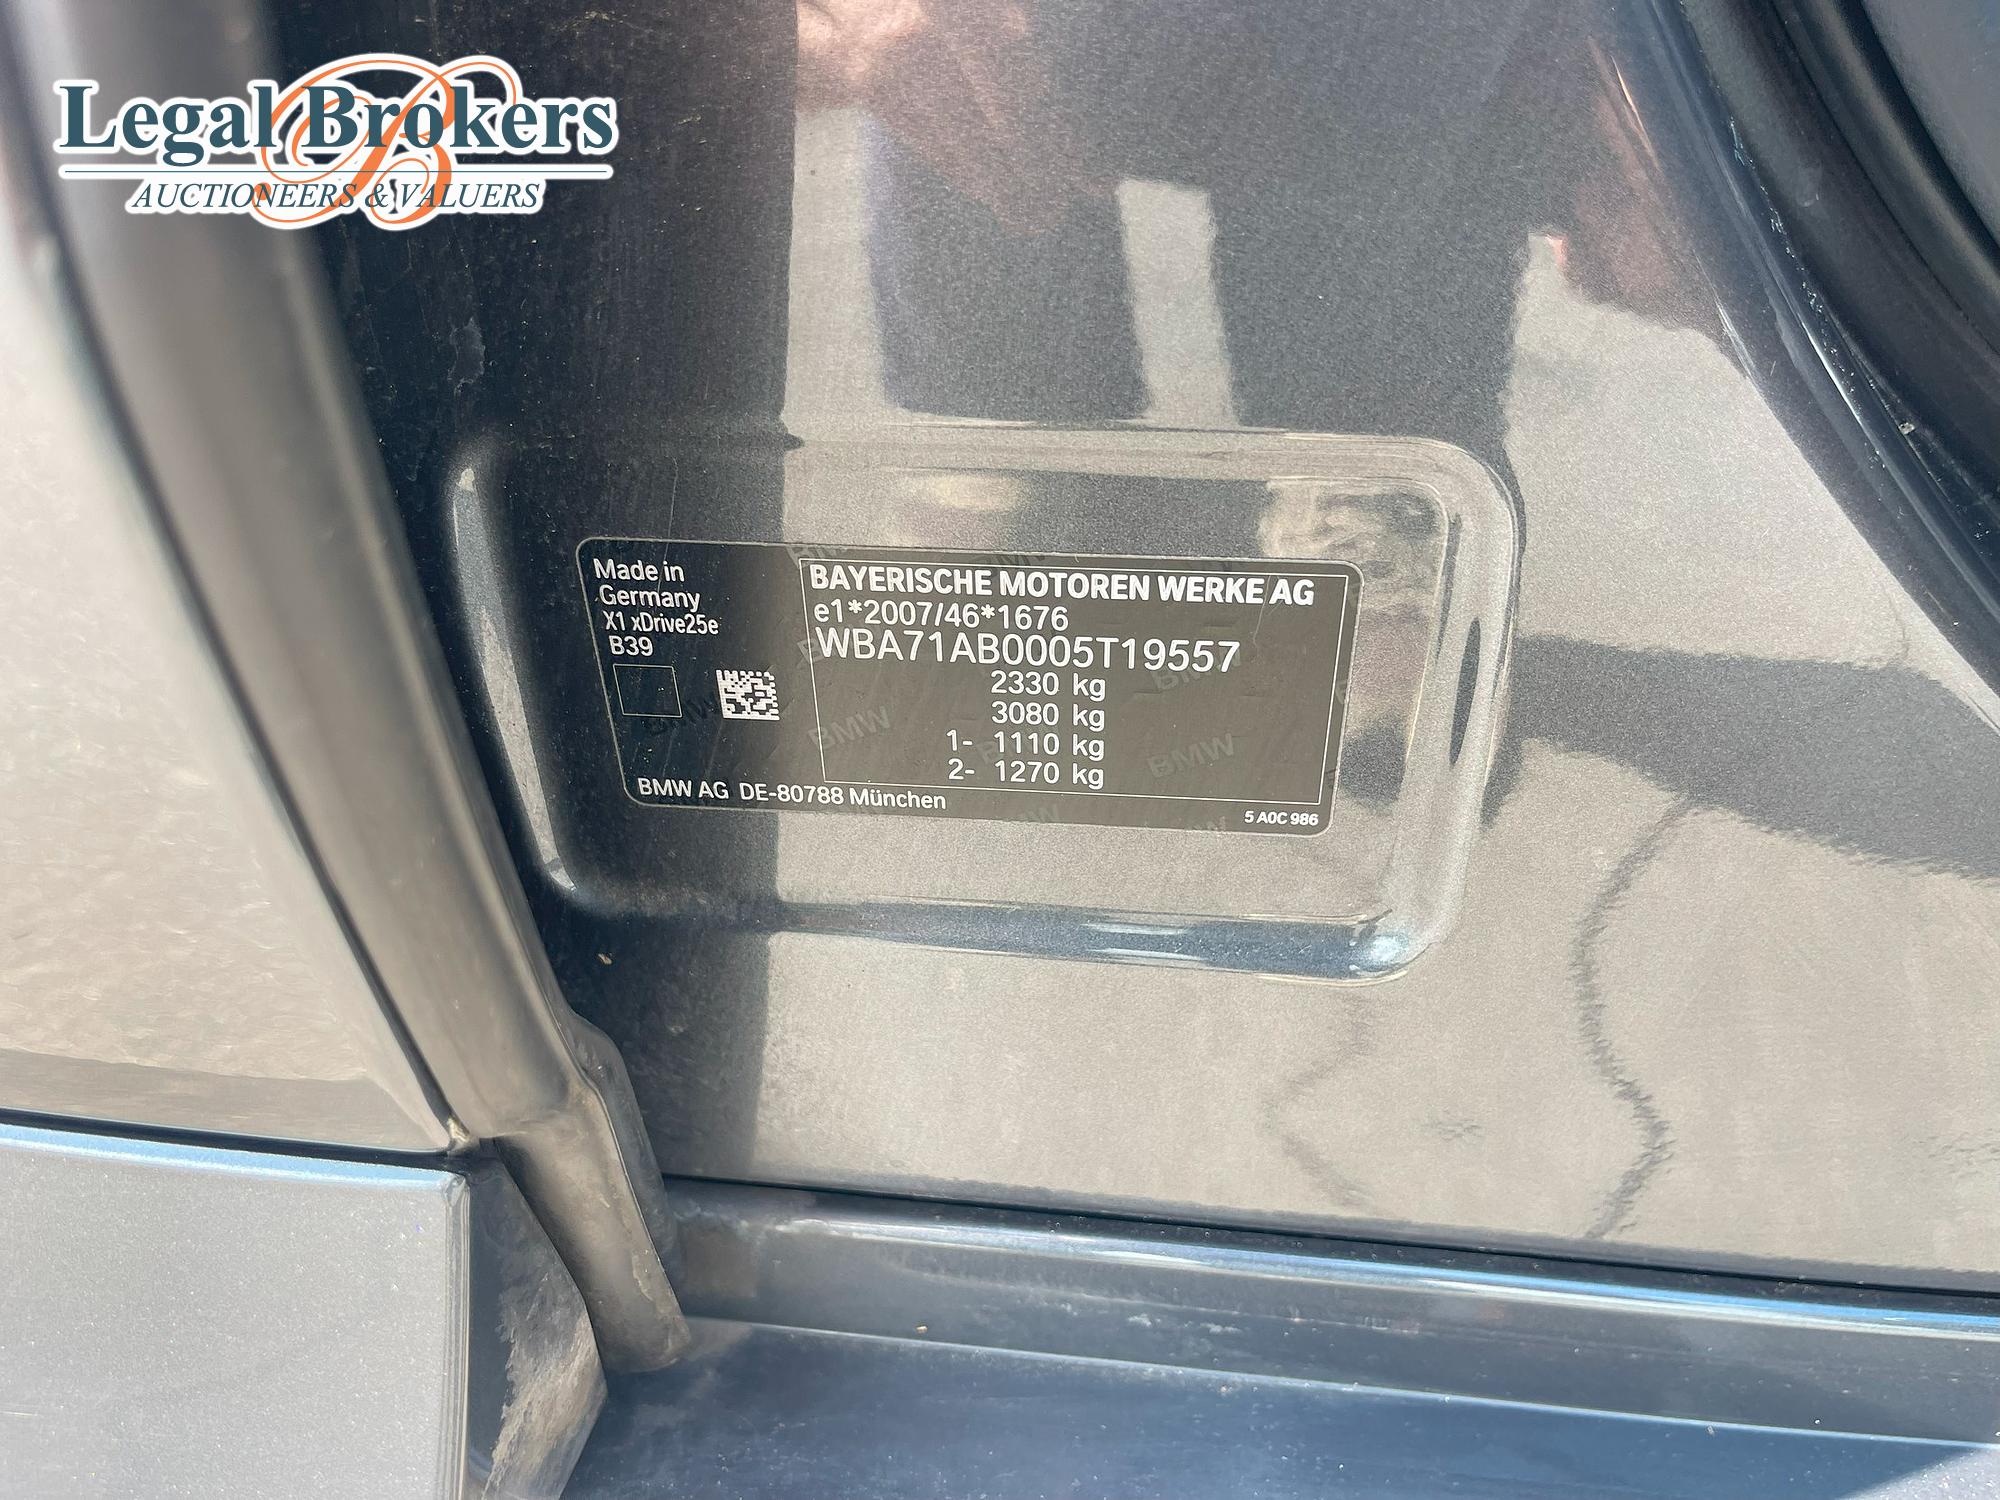 Legal Brokers
AUCTIONEERS & VALUERS
Made in
Germany
X1 xDrive25e
B39
BAYERISCHE MOTOREN WERKE AG
e1*2007/46*1676
WBA71AB0005T19557
2330 kg
3080 kg
1- 1110 kg
2- 1270 kg
BMW AG DE-80788 München
5 A0C 986